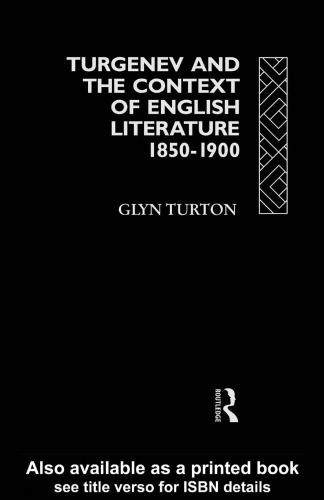 TURGENEV AND
THE CONTEXT
OF ENGLISH
LITERATURE
1850-1900
GLYN TURTON
ROUTLEDGE
Also available as a printed book
see title verso for ISBN details